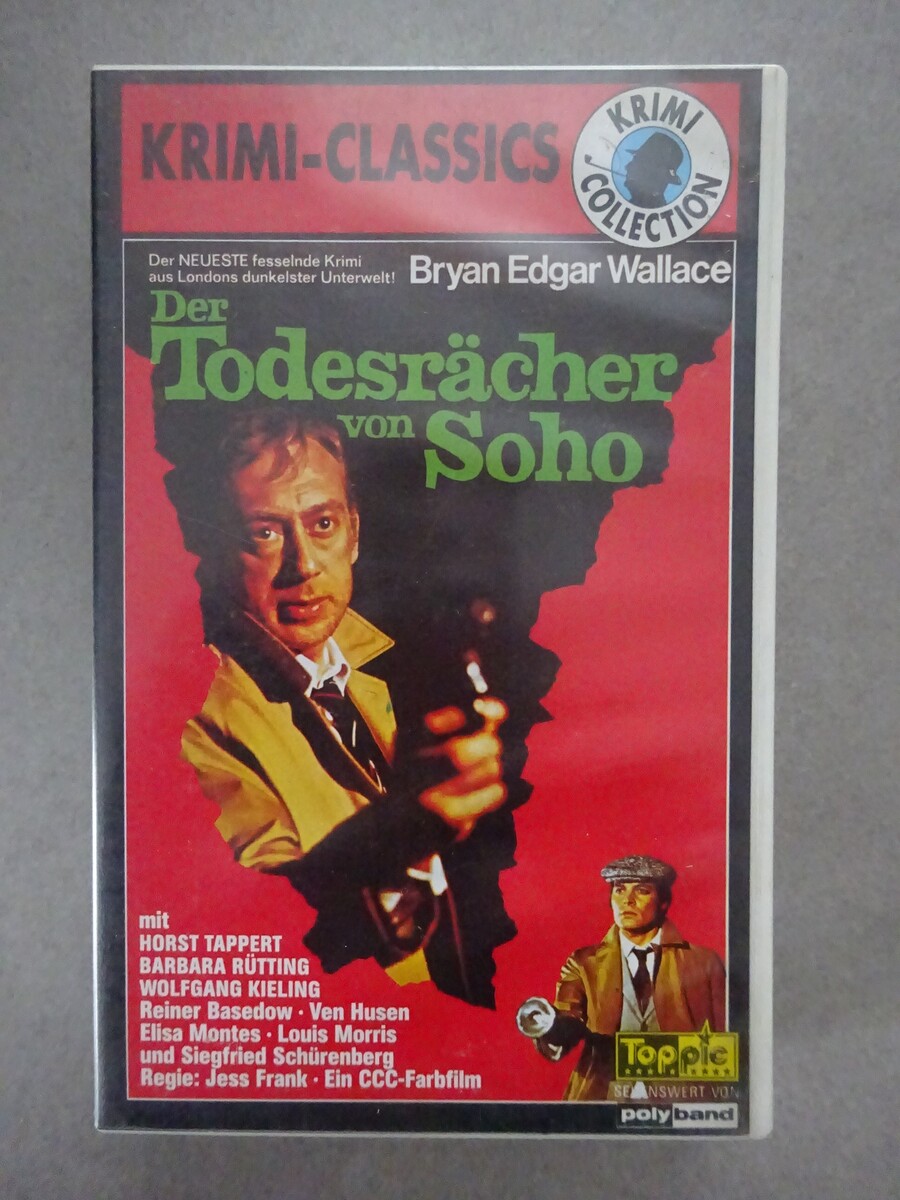 KRIMI-CLASSICS
KRIMI
COLLECTION
Der NEUESTE fesselnde Krimi
aus Londons dunkelster Unterwelt!
Bryan Edgar Wallace
Der
Todesrächer
von Soho
mit
HORST TAPPERT
BARBARA RÜTTING
WOLFGANG KIELING
Reiner Basedow · Ven Husen
Elisa Montes · Louis Morris
und Siegfried Schürenberg
Regie: Jess Frank · Ein CCC-Farbfilm
Toppic
SEHENSWERT VON
polyband